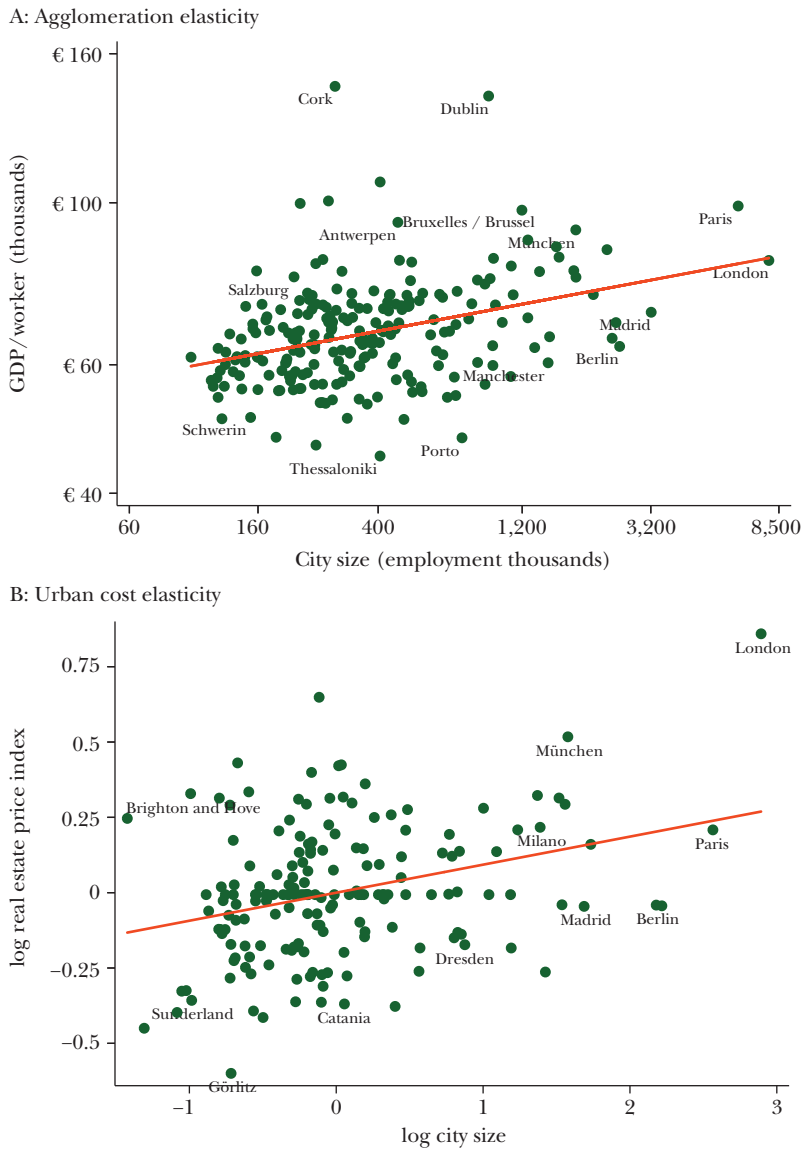 A: Agglomeration elasticity
€ 160
Cork
Dublin
€ 100
Paris
Bruxelles / Brussel
Antwerpen
München
London
Salzburg
Madrid
€ 60
Berlin
Manchester
Schwerin
Porto
Thessaloniki
€ 40
GDP/worker (thousands)
60
160
400
1,200
3,200
8,500
City size (employment thousands)
B: Urban cost elasticity
London
0.75
0.5
München
Brighton and Hove
0.25
Milano
Paris
0
Madrid
Berlin
Dresden
−0.25
Sunderland
Catania
−0.5
Görlitz
log real estate price index
−1
0
1
2
3
log city size